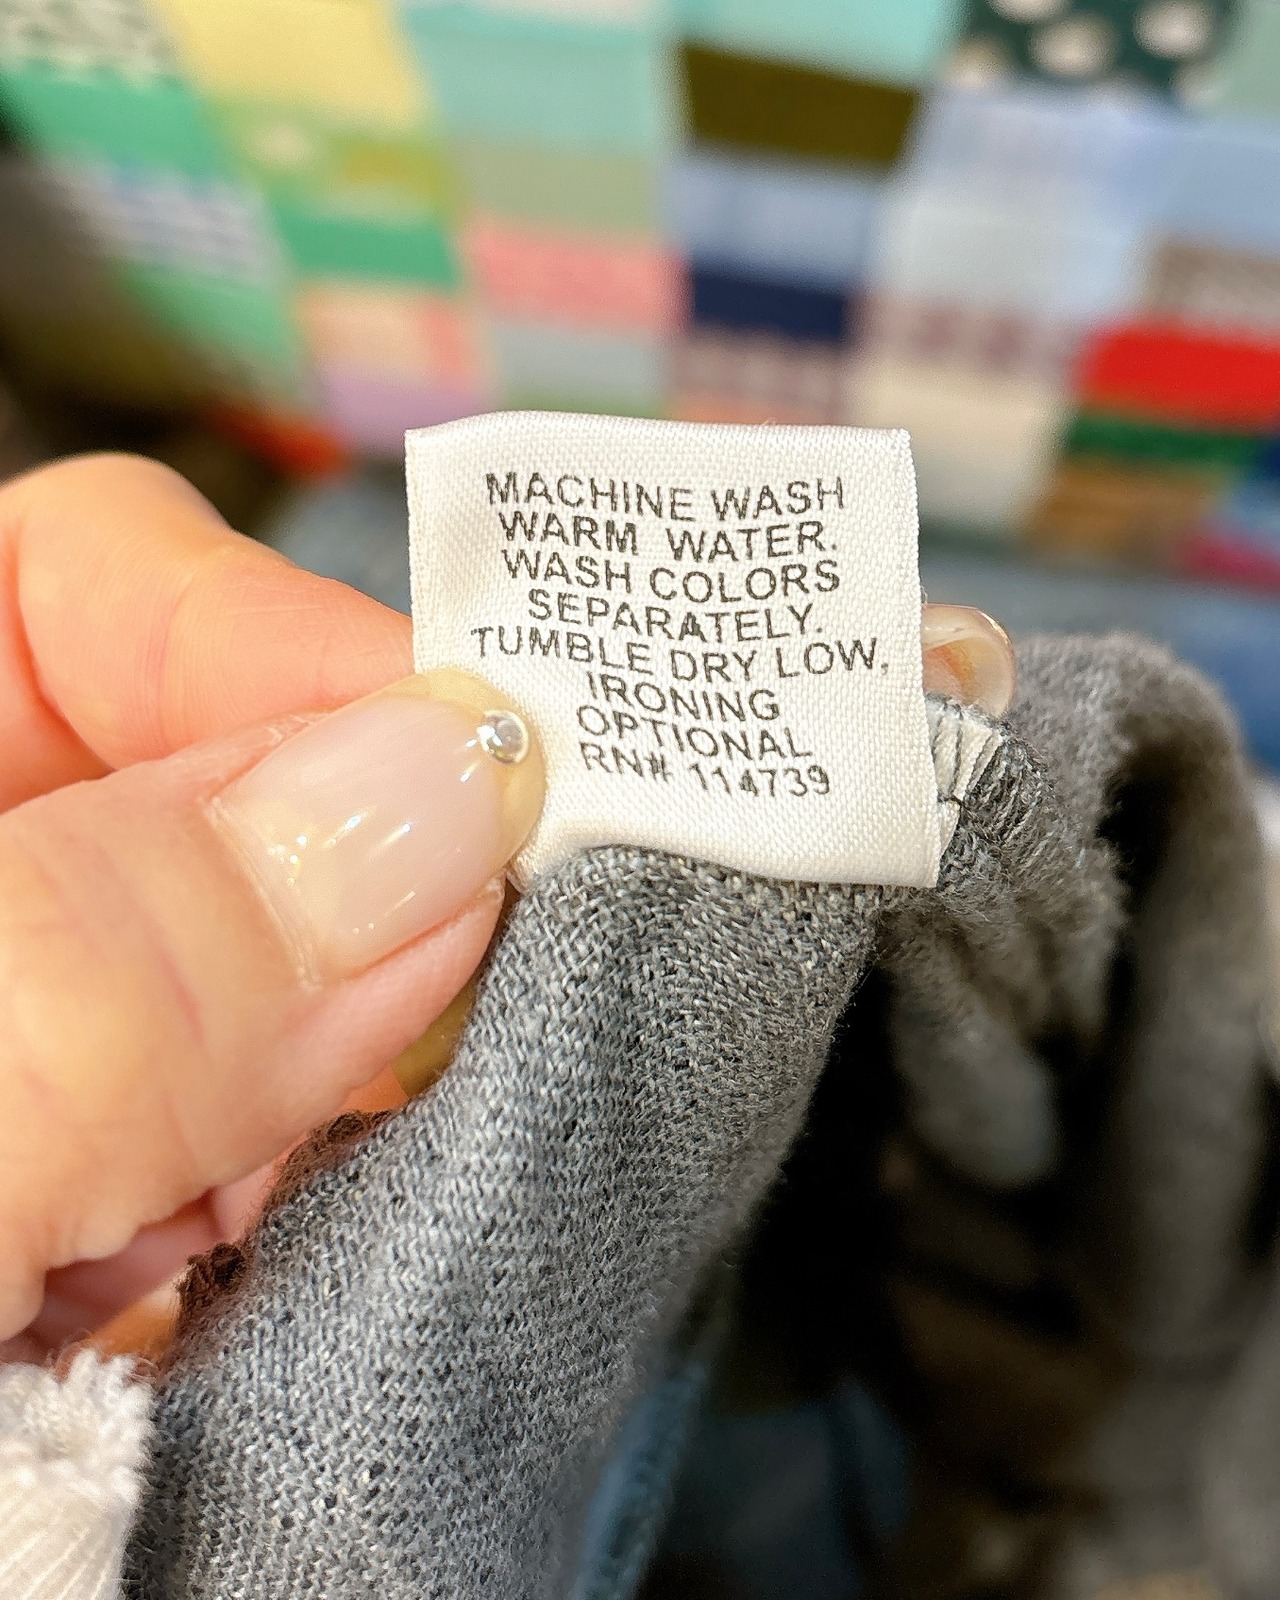 MACHINE WASH
WARM WATER.
WASH COLORS
SEPARATELY.
TUMBLE DRY LOW,
IRONING
OPTIONAL
RN# 114739